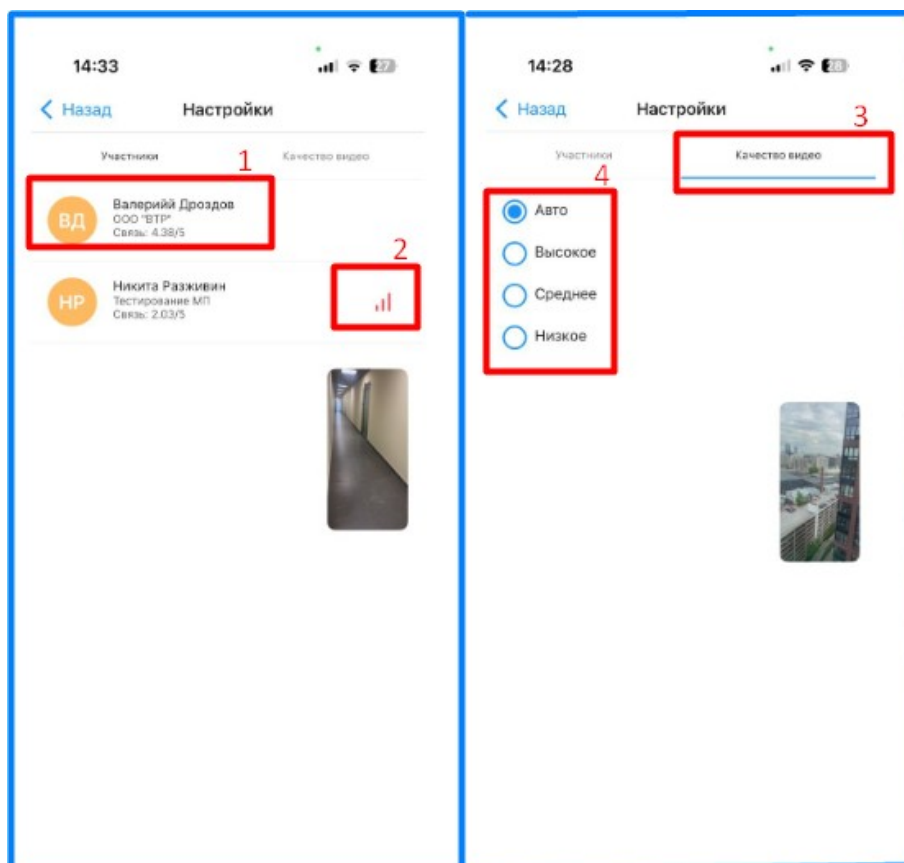 14:33
27
Назад
Настройки
Участники
1
Качество видео
ВД
Валерийй Дроздов
ООО "ВТР"
Связь: 4.38/5
2
НР
Никита Разживин
Тестирование МП
Связь: 2.03/5
14:28
28
Назад
Настройки
3
Участники
Качество видео
4
Авто
Высокое
Среднее
Низкое